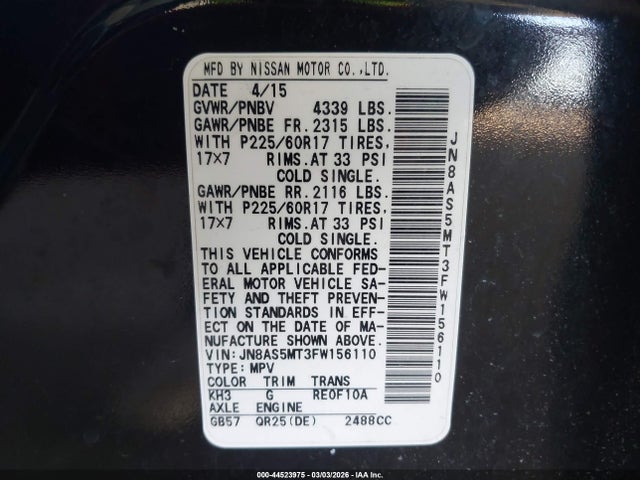 MFD BY NISSAN MOTOR CO.,LTD.
DATE 4/15
GVWR/PNBV 4339 LBS.
GAWR/PNBE FR. 2315 LBS.
WITH P225/60R17 TIRES,
17×7 RIMS.AT 33 PSI
COLD SINGLE.
GAWR/PNBE RR. 2116 LBS.
WITH P225/60R17 TIRES,
17×7 RIMS.AT 33 PSI
COLD SINGLE.
THIS VEHICLE CONFORMS
TO ALL APPLICABLE FED-
ERAL MOTOR VEHICLE SA-
FETY AND THEFT PREVEN-
TION STANDARDS IN EFF-
ECT ON THE DATE OF MA-
NUFACTURE SHOWN ABOVE.
VIN: JN8AS5MT3FW156110
TYPE: MPV
COLOR TRIM TRANS
KH3 G RE0F10A
AXLE ENGINE
GB57 QR25(DE) 2488CC
JN8AS5MT3FW156110
000-44523975 | 03/03/2026 - IAA INC.